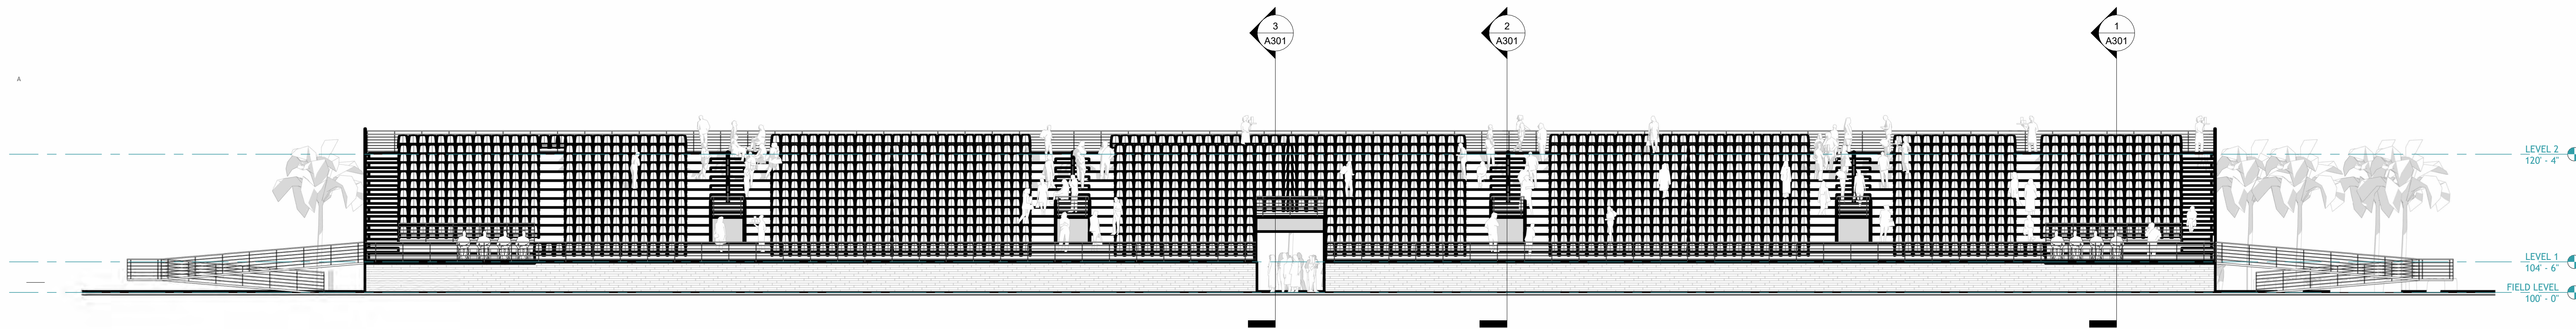 3
A301
2
A301
1
A301
A
LEVEL 2
120' - 4"
LEVEL 1
104' - 6"
FIELD LEVEL
100' - 0"